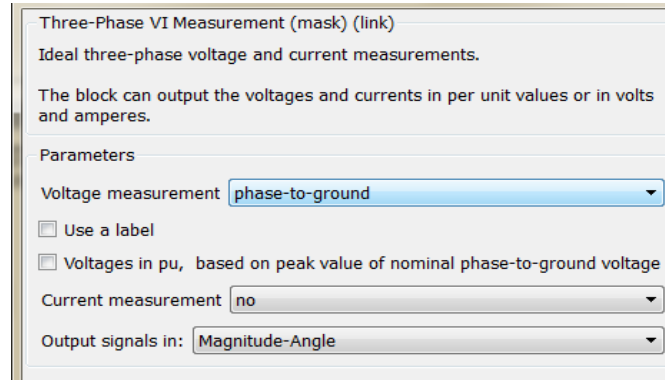 Three-Phase VI Measurement (mask) (link)
Ideal three-phase voltage and current measurements.
The block can output the voltages and currents in per unit values or in volts
and amperes.
Parameters
Voltage measurement phase-to-ground
Use a label
Voltages in pu, based on peak value of nominal phase-to-ground voltage
Current measurement no
Output signals in: Magnitude-Angle